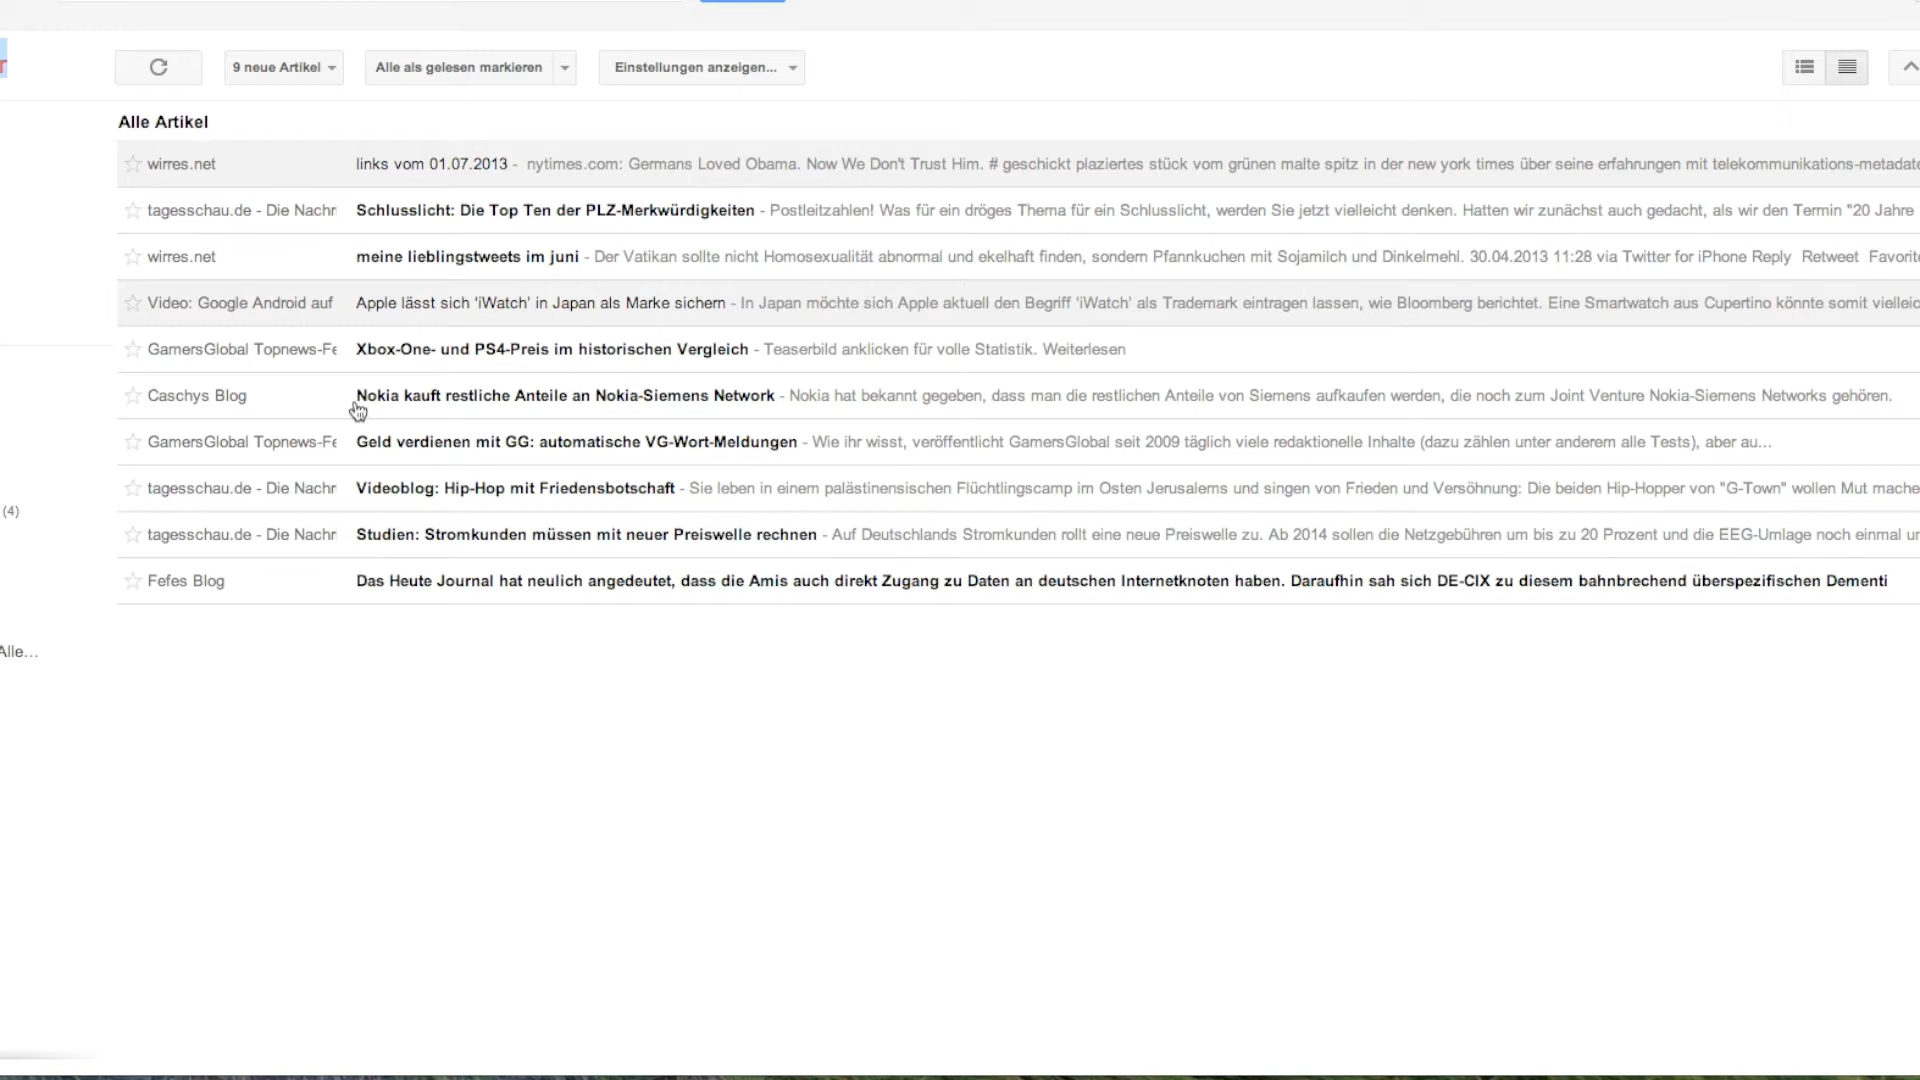 r
9 neue Artikel
Alle als gelesen markieren
Einstellungen anzeigen...
Alle Artikel
wirres.net links vom 01.07.2013 - nytimes.com: Germans Loved Obama. Now We Don't Trust Him. # geschickt plaziertes stück vom grünen malte spitz in der new york times über seine erfahrungen mit telekommunikations-metadate
tagesschau.de - Die Nachr Schlusslicht: Die Top Ten der PLZ-Merkwürdigkeiten - Postleitzahlen! Was für ein dröges Thema für ein Schlusslicht, werden Sie jetzt vielleicht denken. Hatten wir zunächst auch gedacht, als wir den Termin "20 Jahre
wirres.net meine lieblingstweets im juni - Der Vatikan sollte nicht Homosexualität abnormal und ekelhaft finden, sondern Pfannkuchen mit Sojamilch und Dinkelmehl. 30.04.2013 11:28 via Twitter for iPhone Reply Retweet Favorite
Video: Google Android auf Apple lässt sich 'iWatch' in Japan als Marke sichern - In Japan möchte sich Apple aktuell den Begriff 'iWatch' als Trademark eintragen lassen, wie Bloomberg berichtet. Eine Smartwatch aus Cupertino könnte somit vielleic
GamersGlobal Topnews-Fe Xbox-One- und PS4-Preis im historischen Vergleich - Teaserbild anklicken für volle Statistik. Weiterlesen
Caschys Blog Nokia kauft restliche Anteile an Nokia-Siemens Network - Nokia hat bekannt gegeben, dass man die restlichen Anteile von Siemens aufkaufen werden, die noch zum Joint Venture Nokia-Siemens Networks gehören.
GamersGlobal Topnews-Fe Geld verdienen mit GG: automatische VG-Wort-Meldungen - Wie ihr wisst, veröffentlicht GamersGlobal seit 2009 täglich viele redaktionelle Inhalte (dazu zählen unter anderem alle Tests), aber au...
tagesschau.de - Die Nachr Videoblog: Hip-Hop mit Friedensbotschaft - Sie leben in einem palästinensischen Flüchtlingscamp im Osten Jerusalems und singen von Frieden und Versöhnung: Die beiden Hip-Hopper von "G-Town" wollen Mut mache
(4)
tagesschau.de - Die Nachr Studien: Stromkunden müssen mit neuer Preiswelle rechnen - Auf Deutschlands Stromkunden rollt eine neue Preiswelle zu. Ab 2014 sollen die Netzgebühren um bis zu 20 Prozent und die EEG-Umlage noch einmal ur
Fefes Blog Das Heute Journal hat neulich angedeutet, dass die Amis auch direkt Zugang zu Daten an deutschen Internetknoten haben. Daraufhin sah sich DE-CIX zu diesem bahnbrechend überspezifischen Dementi
Alle...